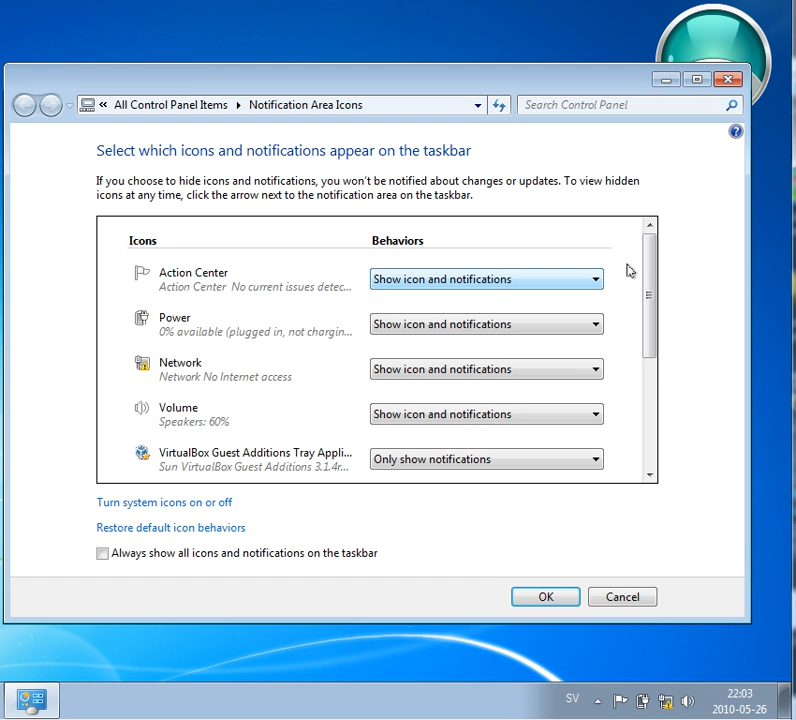 All Control Panel Items
Notification Area Icons
Search Control Panel
Select which icons and notifications appear on the taskbar
If you choose to hide icons and notifications, you won't be notified about changes or updates. To view hidden
icons at any time, click the arrow next to the notification area on the taskbar.
Icons
Behaviors
Action Center
Action Center  No current issues detec...
Show icon and notifications
Power
0% available (plugged in, not chargin...
Show icon and notifications
Network
Network No Internet access
Show icon and notifications
Volume
Speakers: 60%
Show icon and notifications
VirtualBox Guest Additions Tray Appli...
Sun VirtualBox Guest Additions 3.1.4r...
Only show notifications
Turn system icons on or off
Restore default icon behaviors
Always show all icons and notifications on the taskbar
OK
Cancel
SV
22:03
2010-05-26